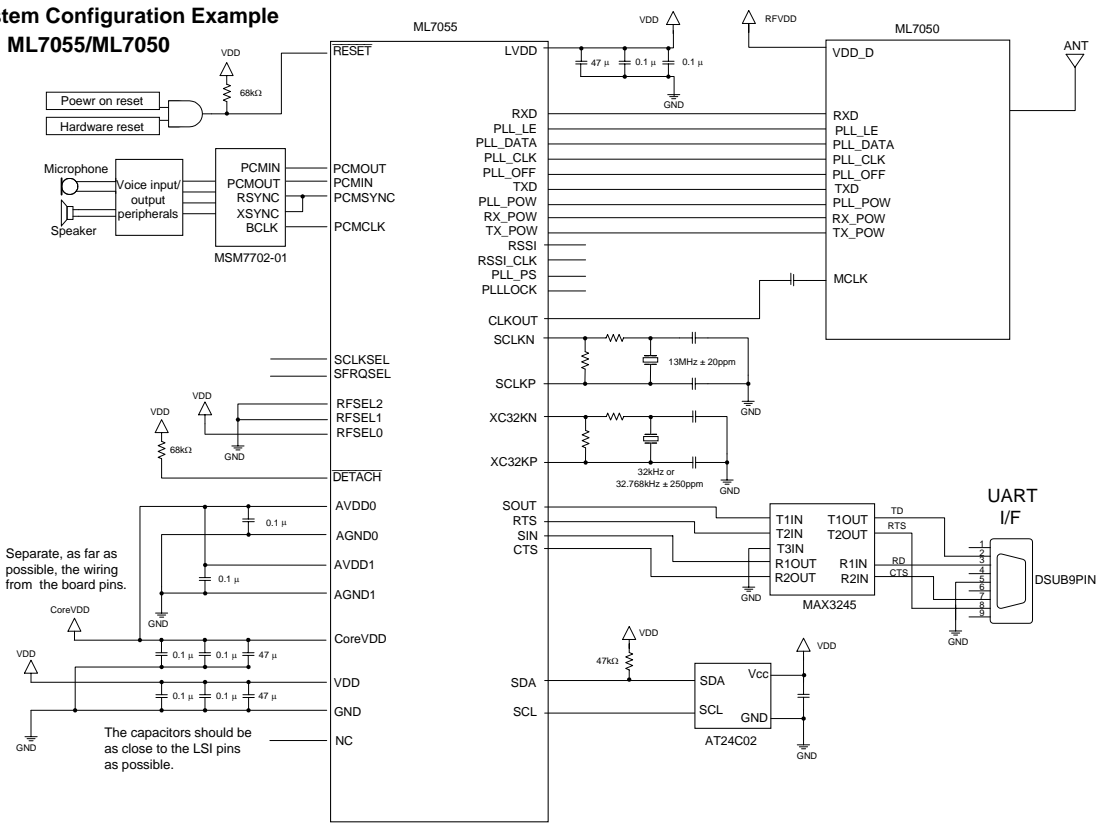 stem Configuration Example
ML7055/ML7050
ML7055
ML7050
VDD
68kΩ
Poewr on reset
Hardware reset
RESET
Microphone
Speaker
Voice input/
output
peripherals
PCMIN
PCMOUT
RSYNC
XSYNC
BCLK
MSM7702-01
PCMOUT
PCMIN
PCMSYNC
PCMCLK
SCLKSEL
SFRQSEL
RFSEL2
RFSEL1
RFSEL0
VDD
VDD
68kΩ
GND
DETACH
AVDD0
0.1 μ
AGND0
AVDD1
0.1 μ
AGND1
GND
Separate, as far as
possible, the wiring
from the board pins.
CoreVDD
CoreVDD
0.1 μ
0.1 μ
47 μ
VDD
VDD
0.1 μ
0.1 μ
47 μ
GND
GND
NC
The capacitors should be
as close to the LSI pins
as possible.
LVDD
VDD
47 μ
0.1 μ
0.1 μ
GND
RXD
PLL_LE
PLL_DATA
PLL_CLK
PLL_OFF
TXD
PLL_POW
RX_POW
TX_POW
RSSI
RSSI_CLK
PLL_PS
PLLLOCK
CLKOUT
SCLKN
SCLKP
13MHz ± 20ppm
GND
XC32KN
XC32KP
32kHz or
32.768kHz ± 250ppm
GND
SOUT
RTS
SIN
CTS
SDA
SCL
RFVDD
VDD_D
RXD
PLL_LE
PLL_DATA
PLL_CLK
PLL_OFF
TXD
PLL_POW
RX_POW
TX_POW
MCLK
ANT
T1IN
T2IN
T3IN
R1OUT
R2OUT
T1OUT
T2OUT
R1IN
R2IN
MAX3245
GND
TD
RTS
RD
CTS
UART
I/F
1
2
3
4
5
6
7
8
9
DSUB9PIN
GND
VDD
47kΩ
SDA
SCL
Vcc
GND
AT24C02
VDD
GND